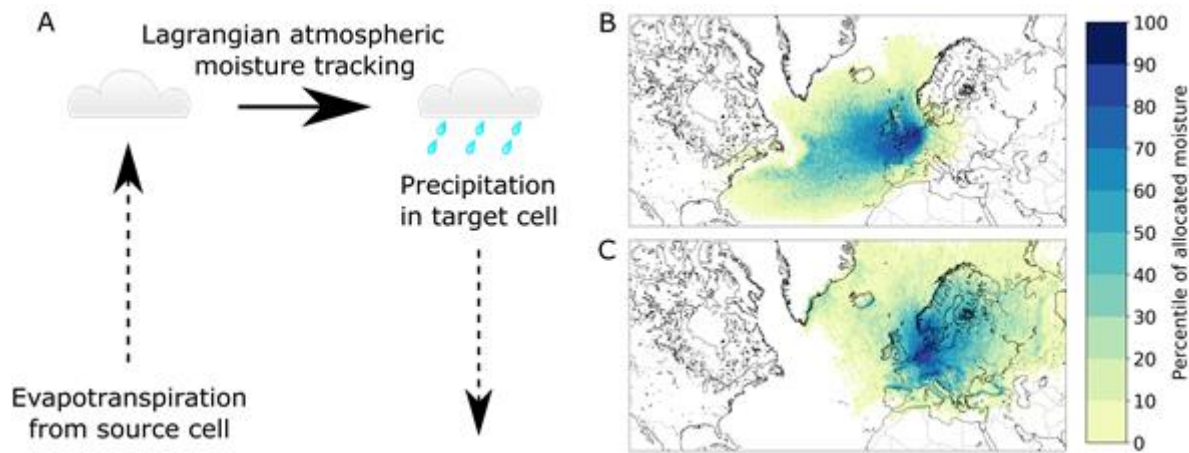 A
Lagrangian atmospheric
moisture tracking
Precipitation
in target cell
Evapotranspiration
from source cell
B
C
100
90
80
70
60
50
40
30
20
10
0
Percentile of allocated moisture